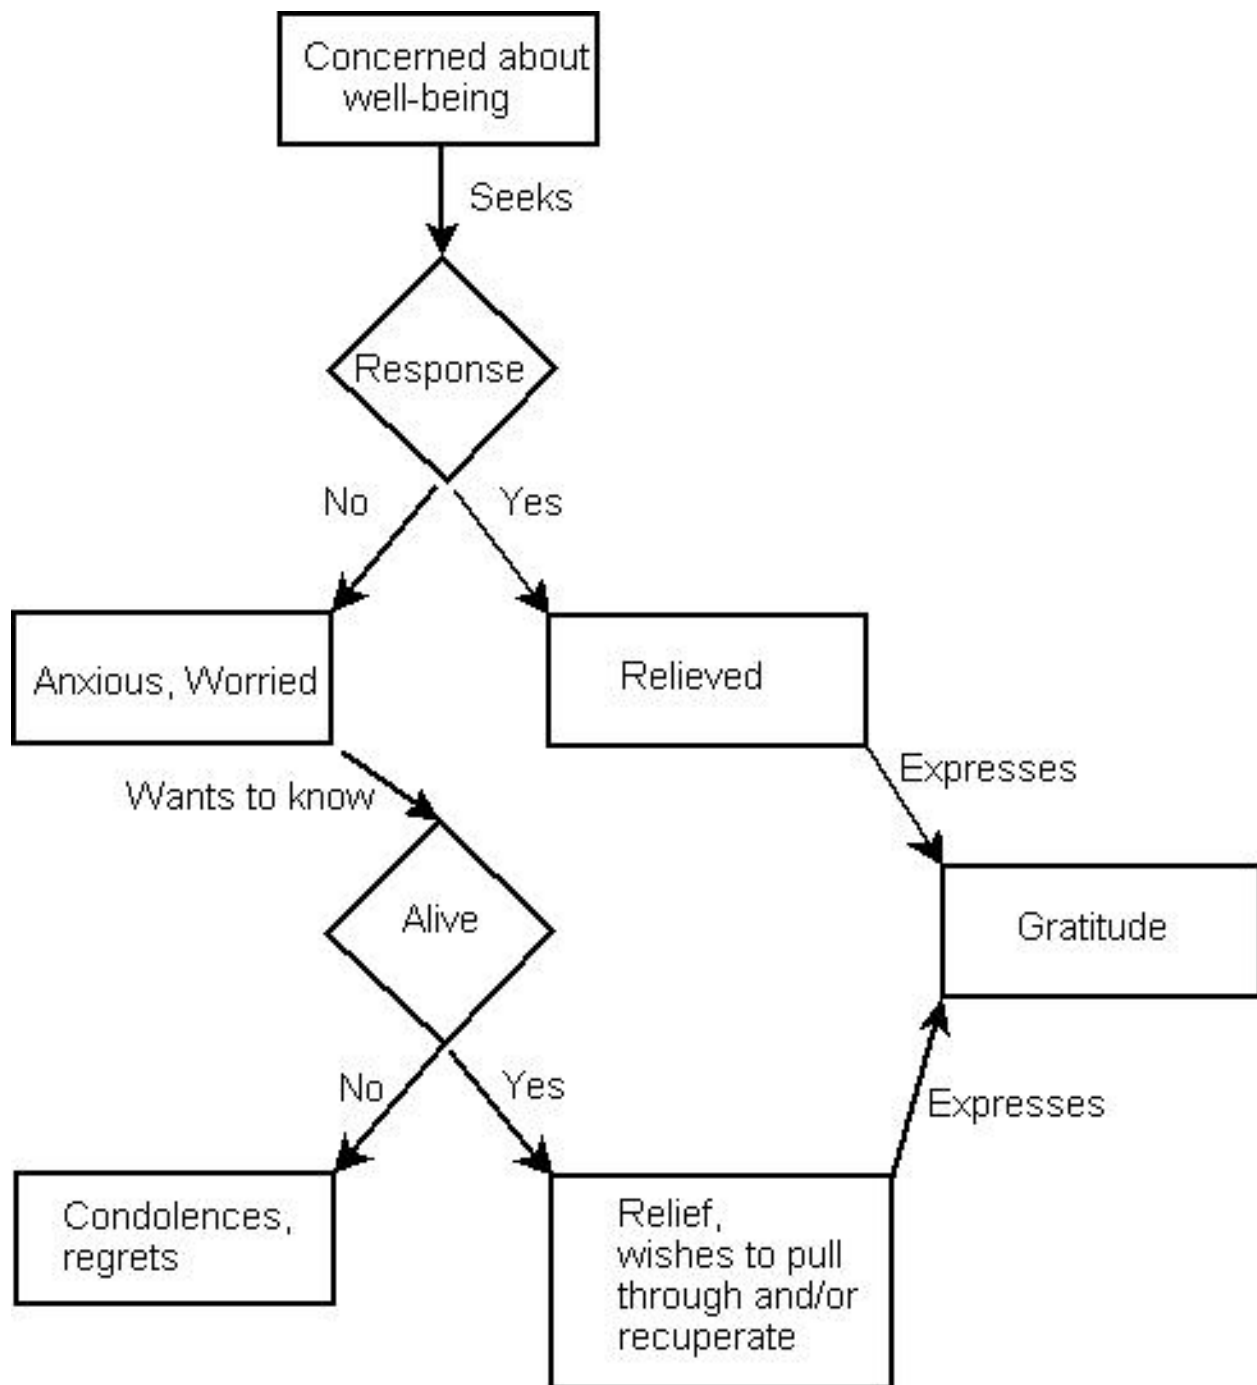 Concerned about
well-being
Seeks
Response
No
Yes
Anxious, Worried
Relieved
Expresses
Wants to know
Alive
Gratitude
No
Yes
Expresses
Condolences,
regrets
Relief,
wishes to pull
through and/or
recuperate